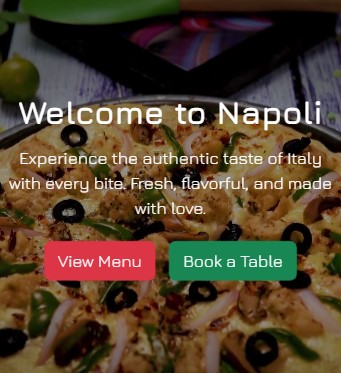 Welcome to Napoli
Experience the authentic taste of Italy
with every bite. Fresh, flavorful, and made
with love.
View Menu
Book a Table